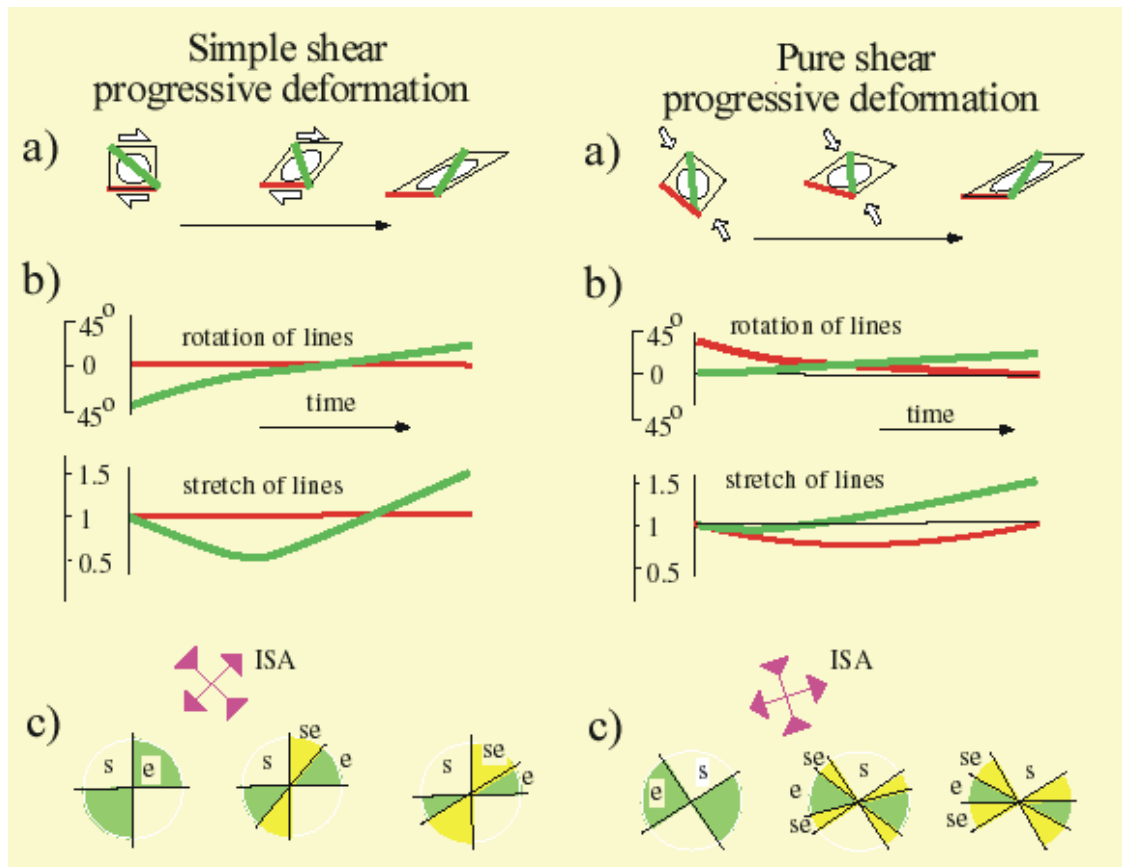 Simple shear
progressive deformation
a)
b)
45o
0
45o
rotation of lines
time
1.5
1
0.5
stretch of lines
ISA
c)
s
e
s
se
e
s
se
e
Pure shear
progressive deformation
a)
b)
45o
0
45o
rotation of lines
time
1.5
1
0.5
stretch of lines
ISA
c)
e
s
se
e
se
s
se
e
se
s